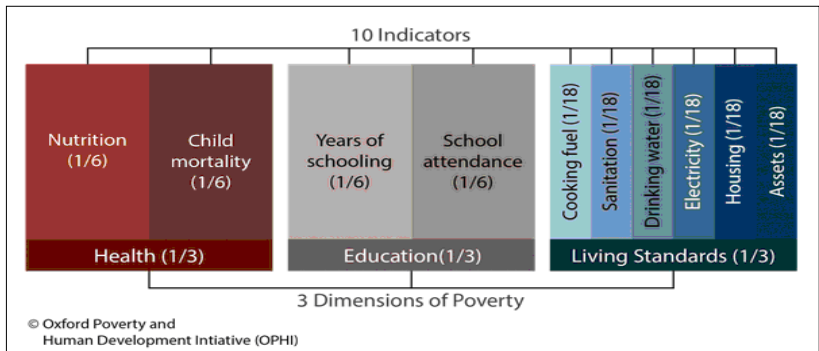 10 Indicators
Nutrition
(1/6)
Child
mortality
(1/6)
Years of
schooling
(1/6)
School
attendance
(1/6)
Cooking fuel (1/18)
Sanitation (1/18)
Drinking water (1/18)
Electricity (1/18)
Housing (1/18)
Assets (1/18)
Health (1/3)
Education(1/3)
Living Standards (1/3)
3 Dimensions of Poverty
© Oxford Poverty and
Human Development Intiative (OPHI)